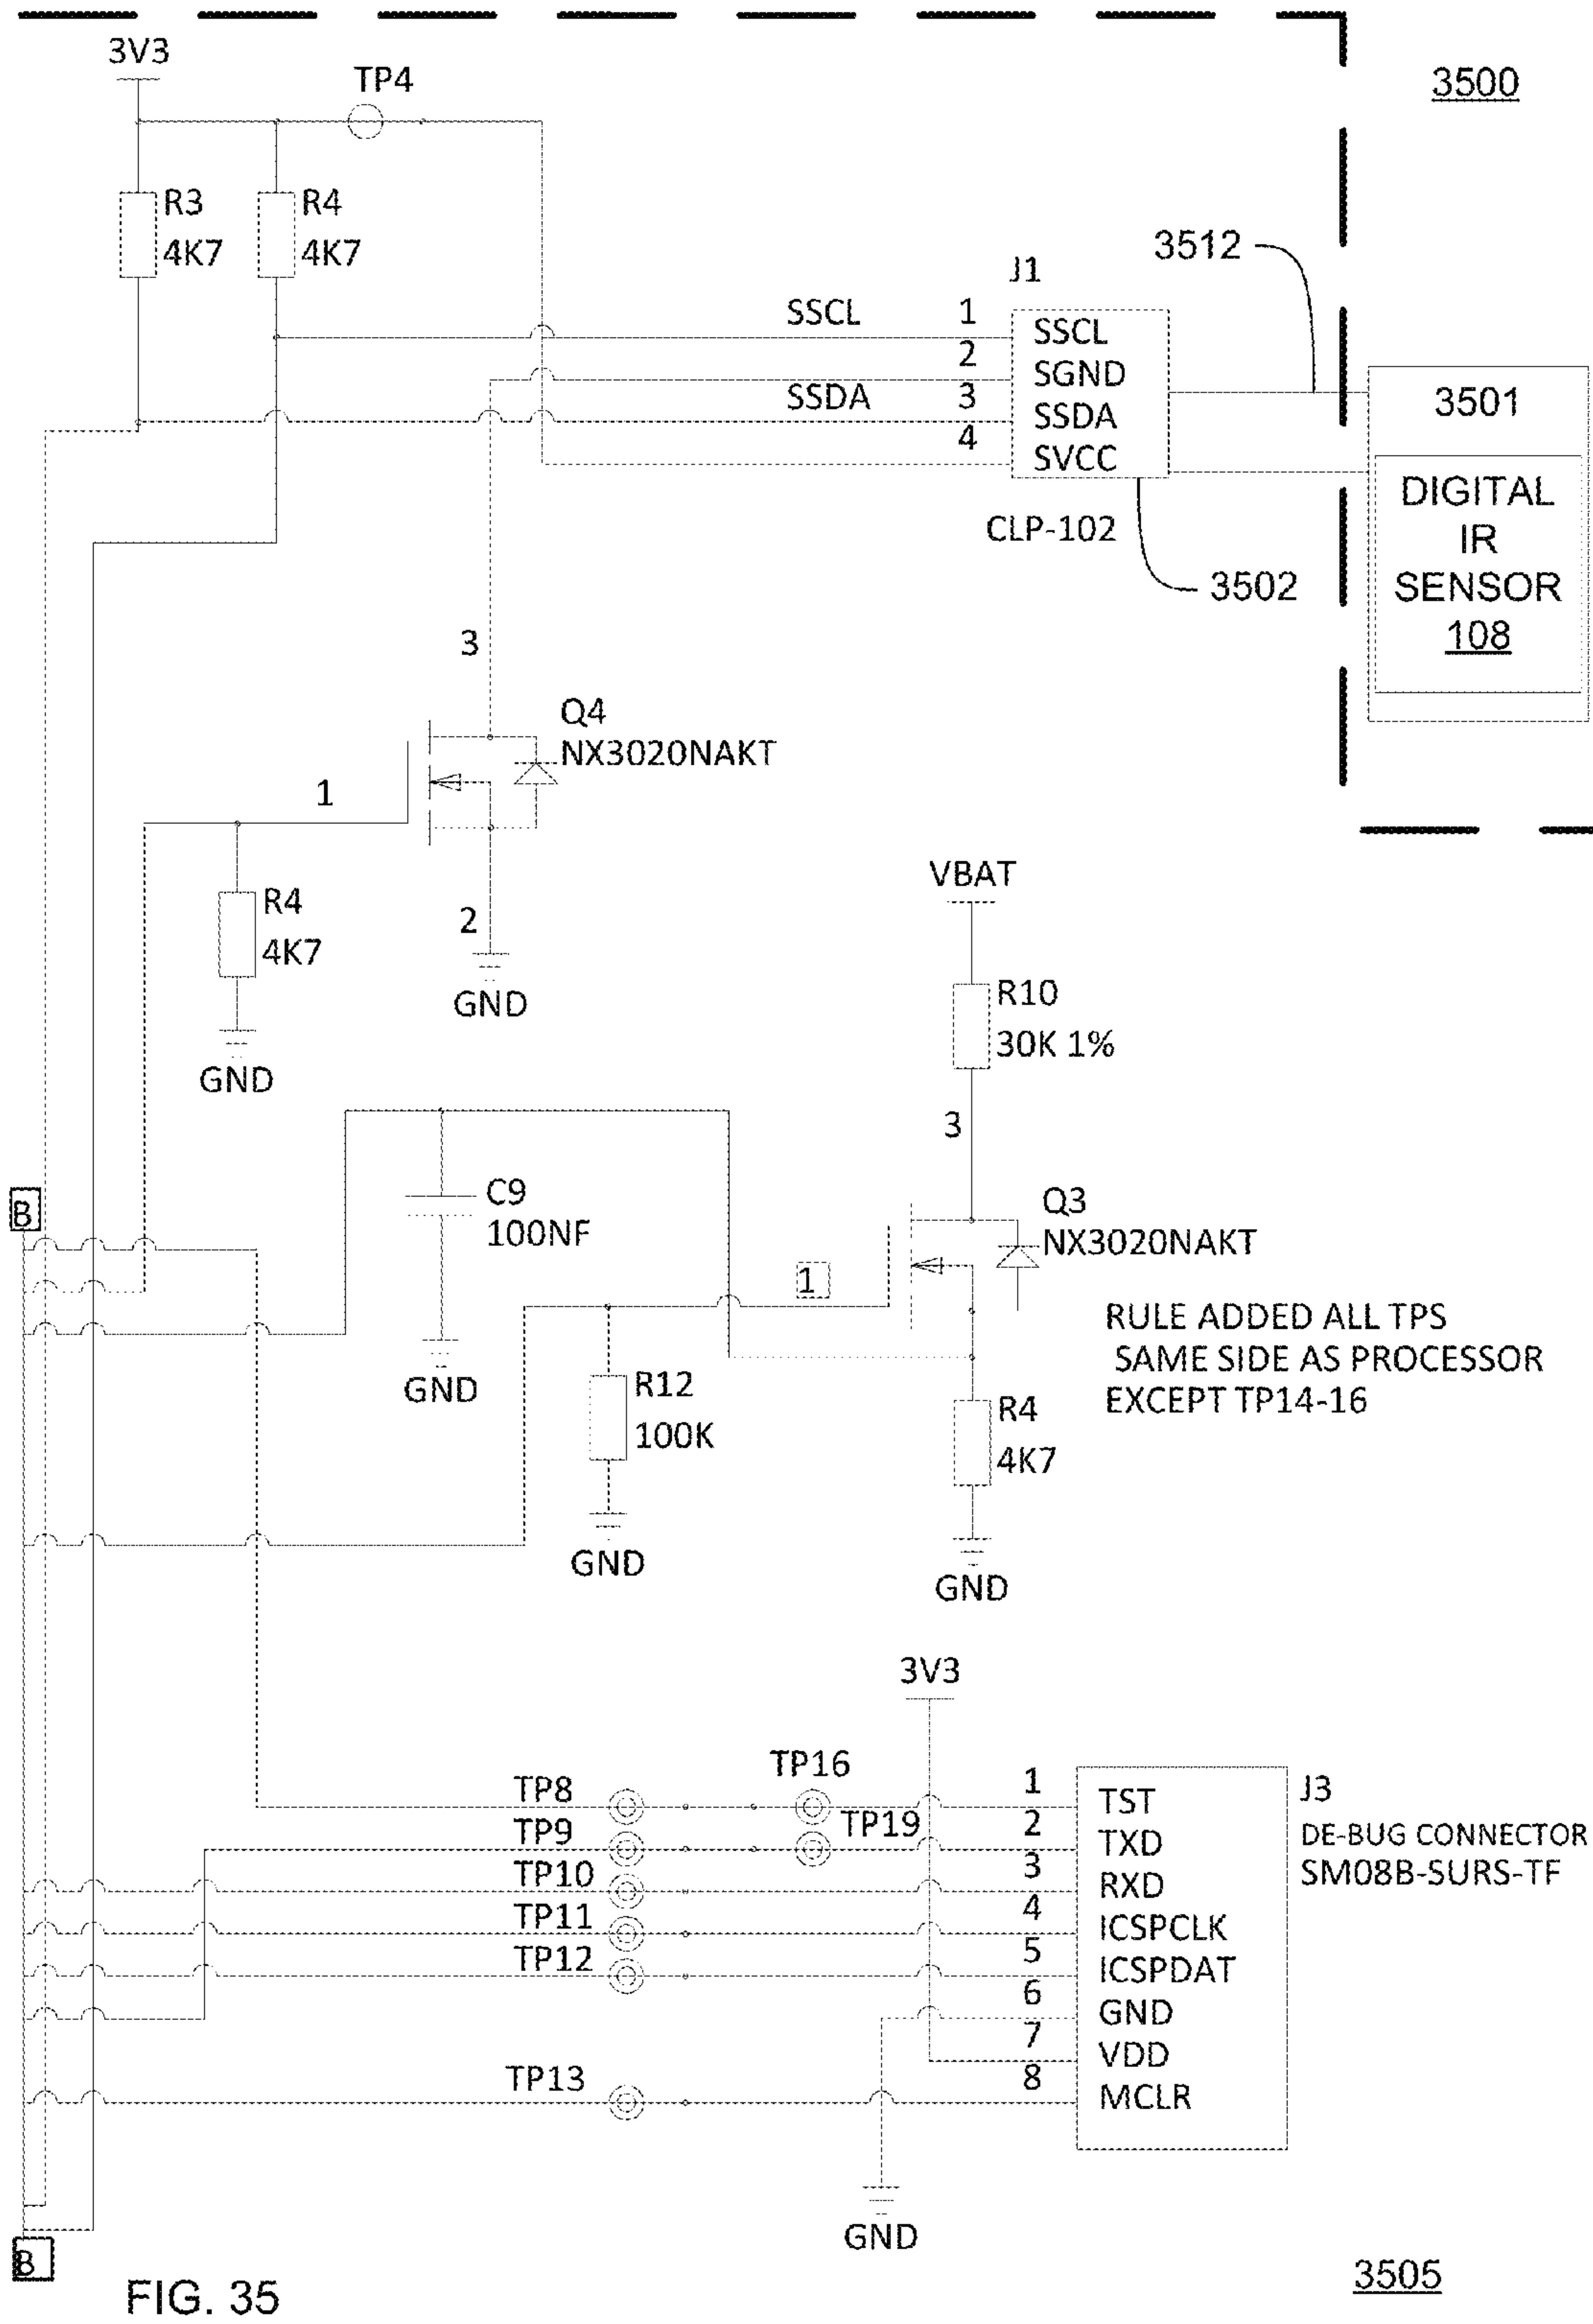 3V3
TP4
3500
R3
4K7
R4
4K7
3512
J1
SSCL
1
SSCL
2
SGND
SSDA
3
SSDA
4
SVCC
3501
DIGITAL
IR
SENSOR
108
CLP-102
3502
3
Q4
NX3020NAKT
1
R4
4K7
2
GND
GND
VBAT
R10
30K 1%
3
B
C9
100NF
Q3
NX3020NAKT
1
RULE ADDED ALL TPS
SAME SIDE AS PROCESSOR
EXCEPT TP14-16
GND
R12
100K
R4
4K7
GND
GND
3V3
TP8
TP16
1
TST
J3
TP9
TP19
2
TXD
DE-BUG CONNECTOR
SM08B-SURS-TF
TP10
3
RXD
TP11
4
ICSPCLK
TP12
5
ICSPDAT
6
GND
7
VDD
TP13
8
MCLR
GND
B
FIG. 35
3505